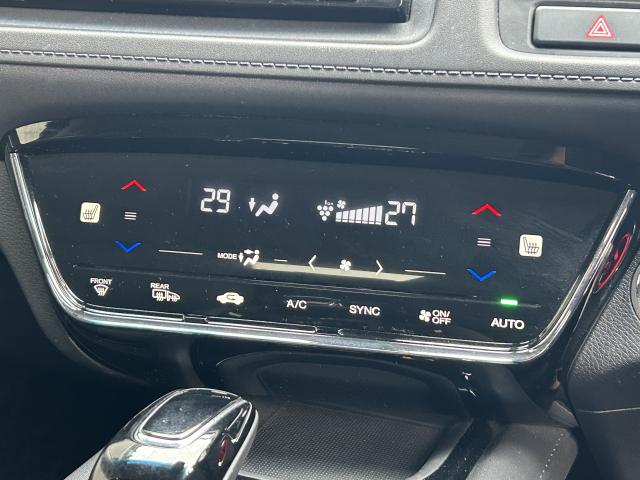 29 27
MODE
FRONT REAR A/C SYNC ON/OFF AUTO